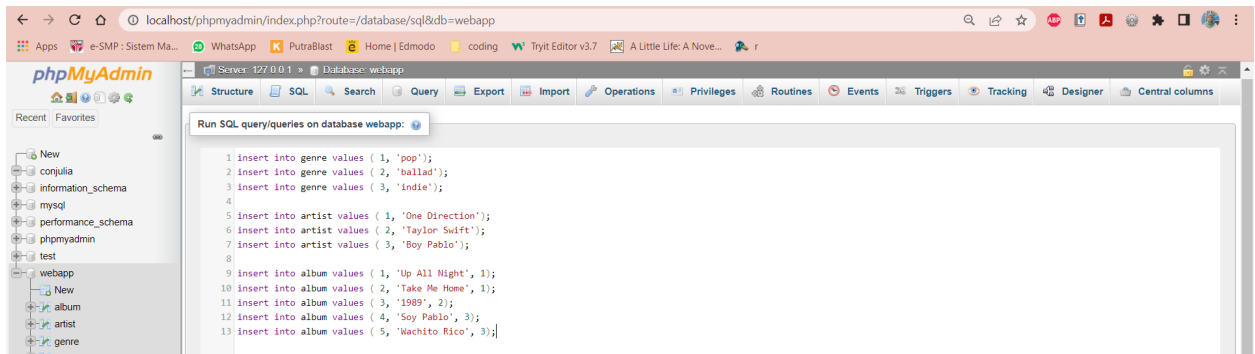 localhost/phpmyadmin/index.php?route=/database/sql&db=webapp
Apps e-SMP : Sistem Ma... WhatsApp PutraBlast Home | Edmodo coding Tryit Editor v3.7 A Little Life: A Nove... r
phpMyAdmin
Recent Favorites
New
conjulia
information_schema
mysql
performance_schema
phpmyadmin
test
webapp
New
album
artist
genre
Server: 127.0.0.1 » Database: webapp
Structure SQL Search Query Export Import Operations Privileges Routines Events Triggers Tracking Designer Central columns
Run SQL query/queries on database webapp:
1 insert into genre values ( 1, 'pop');
2 insert into genre values ( 2, 'ballad');
3 insert into genre values ( 3, 'indie');
4
5 insert into artist values ( 1, 'One Direction');
6 insert into artist values ( 2, 'Taylor Swift');
7 insert into artist values ( 3, 'Boy Pablo');
8
9 insert into album values ( 1, 'Up All Night', 1);
10 insert into album values ( 2, 'Take Me Home', 1);
11 insert into album values ( 3, '1989', 2);
12 insert into album values ( 4, 'Soy Pablo', 3);
13 insert into album values ( 5, 'Wachito Rico', 3);